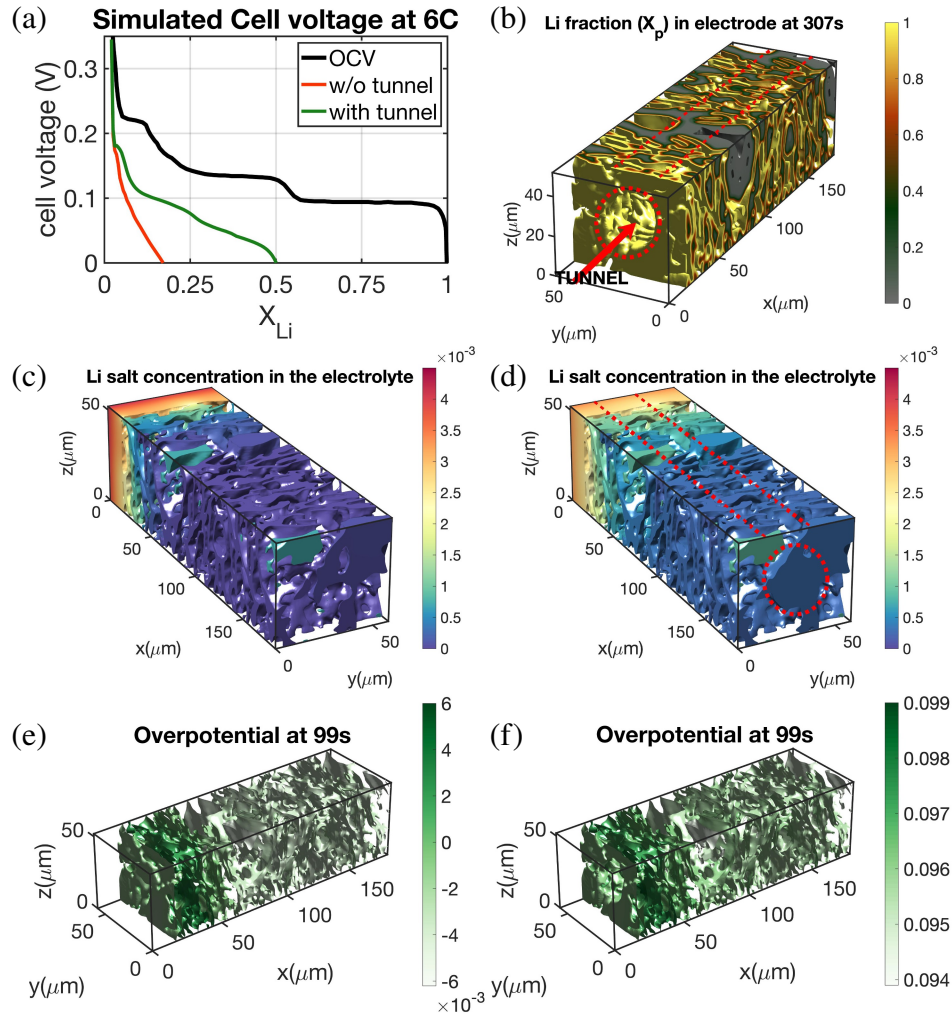 (a)
Simulated Cell voltage at 6C
cell voltage (V)
0.3
0.2
0.1
0
OCV
w/o tunnel
with tunnel
0 0.25 0.5 0.75 1
X_Li
(b)
Li fraction (X_p) in electrode at 307s
z(μm)
40
20
0
TUNNEL
50
0
y(μm)
0
50
100
150
x(μm)
1
0.8
0.6
0.4
0.2
0
(c)
Li salt concentration in the electrolyte
×10^-3
z(μm)
50
0
0
50
100
150
x(μm)
0
50
y(μm)
4
3.5
3
2.5
2
1.5
1
0.5
0
(d)
Li salt concentration in the electrolyte
×10^-3
z(μm)
50
0
0
50
100
150
x(μm)
0
50
y(μm)
4
3.5
3
2.5
2
1.5
1
0.5
0
(e)
Overpotential at 99s
z(μm)
50
0
50
0
y(μm)
0
50
100
150
x(μm)
6
4
2
0
-2
-4
-6
×10^-3
(f)
Overpotential at 99s
z(μm)
50
0
50
0
y(μm)
0
50
100
150
x(μm)
0.099
0.098
0.097
0.096
0.095
0.094